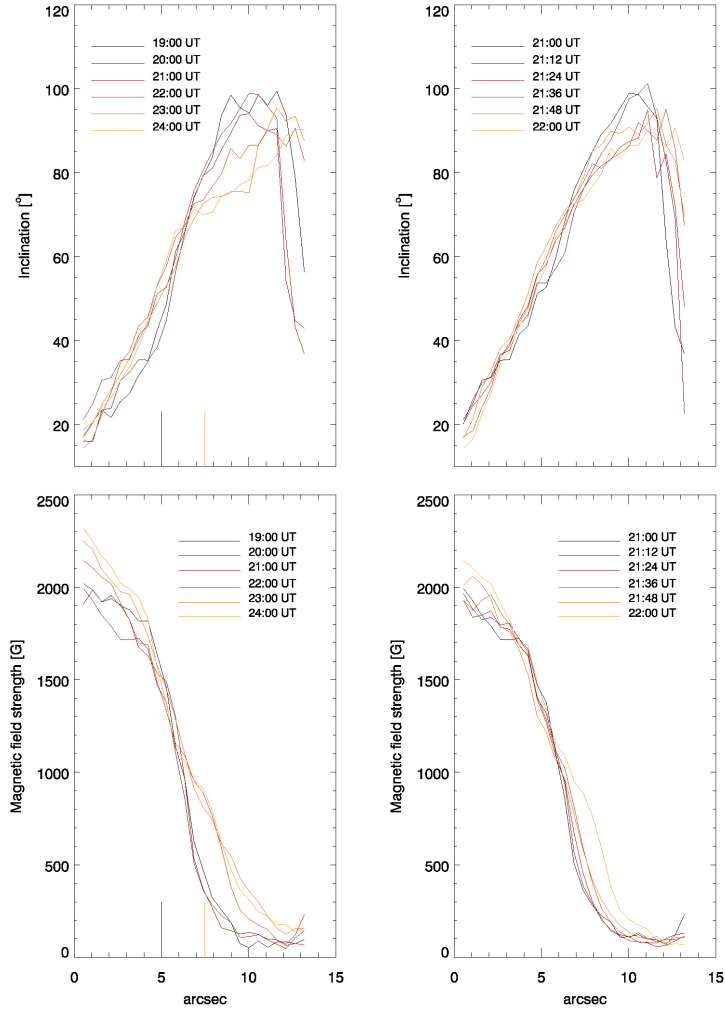 120
100
80
60
40
20
Inclination [°]
19:00 UT
20:00 UT
21:00 UT
22:00 UT
23:00 UT
24:00 UT
120
100
80
60
40
20
Inclination [°]
21:00 UT
21:12 UT
21:24 UT
21:36 UT
21:48 UT
22:00 UT
2500
2000
1500
1000
500
0
Magnetic field strength [G]
19:00 UT
20:00 UT
21:00 UT
22:00 UT
23:00 UT
24:00 UT
0 5 10 15
arcsec
2500
2000
1500
1000
500
0
Magnetic field strength [G]
21:00 UT
21:12 UT
21:24 UT
21:36 UT
21:48 UT
22:00 UT
0 5 10 15
arcsec